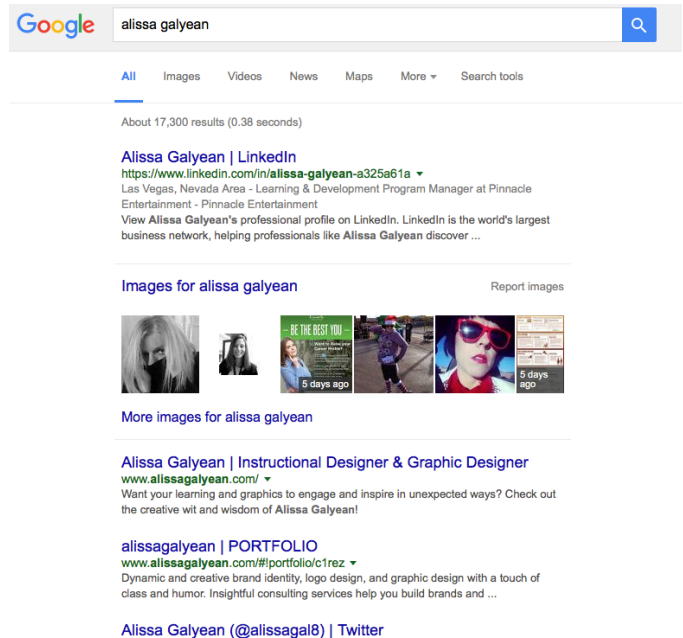 Google
alissa galyean
All Images Videos News Maps More Search tools
About 17,300 results (0.38 seconds)
Alissa Galyean | LinkedIn
https://www.linkedin.com/in/alissa-galyean-a325a61a
Las Vegas, Nevada Area - Learning & Development Program Manager at Pinnacle
Entertainment - Pinnacle Entertainment
View Alissa Galyean's professional profile on LinkedIn. LinkedIn is the world's largest
business network, helping professionals like Alissa Galyean discover ...
Images for alissa galyean Report images
BE THE BEST YOU
5 days ago
5 days
ago
More images for alissa galyean
Alissa Galyean | Instructional Designer & Graphic Designer
www.alissagalyean.com/
Want your learning and graphics to engage and inspire in unexpected ways? Check out
the creative wit and wisdom of Alissa Galyean!
alissagalyean | PORTFOLIO
www.alissagalyean.com/#!portfolio/c1rez
Dynamic and creative brand identity, logo design, and graphic design with a touch of
class and humor. Insightful consulting services help you build brands and ...
Alissa Galyean (@alissagal8) | Twitter